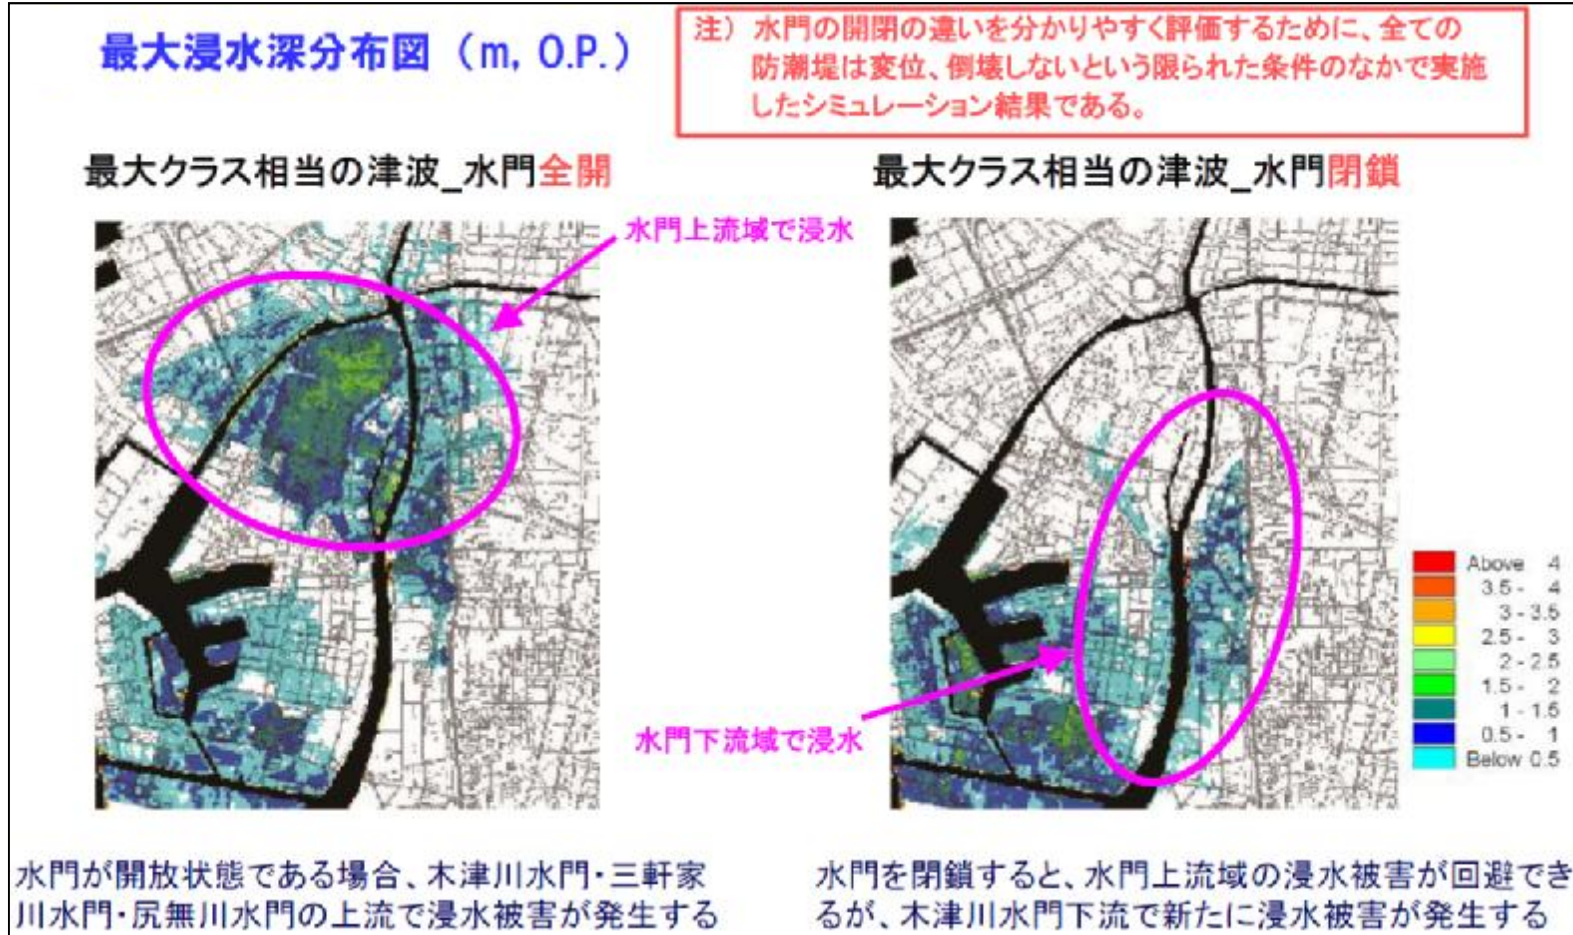 最大浸水深分布図（m, O.P.）
注） 水門の開閉の違いを分かりやすく評価するために、全ての
防潮堤は変位、倒壊しないという限られた条件のなかで実施
したシミュレーション結果である。
最大クラス相当の津波_水門全開
最大クラス相当の津波_水門閉鎖
水門上流域で浸水
水門下流域で浸水
Above 4
3.5 - 4
3 - 3.5
2.5 - 3
2 - 2.5
1.5 - 2
1 - 1.5
0.5 - 1
Below 0.5
水門が開放状態である場合、木津川水門・三軒家
川水門・尻無川水門の上流で浸水被害が発生する
水門を閉鎖すると、水門上流域の浸水被害が回避でき
るが、木津川水門下流で新たに浸水被害が発生する